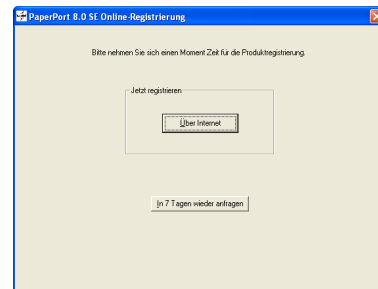 PaperPort 8.0 SE Online-Registrierung
Bitte nehmen Sie sich einen Moment Zeit für die Produktregistrierung.
Jetzt registrieren
Über Internet
In 7 Tagen wieder anfragen